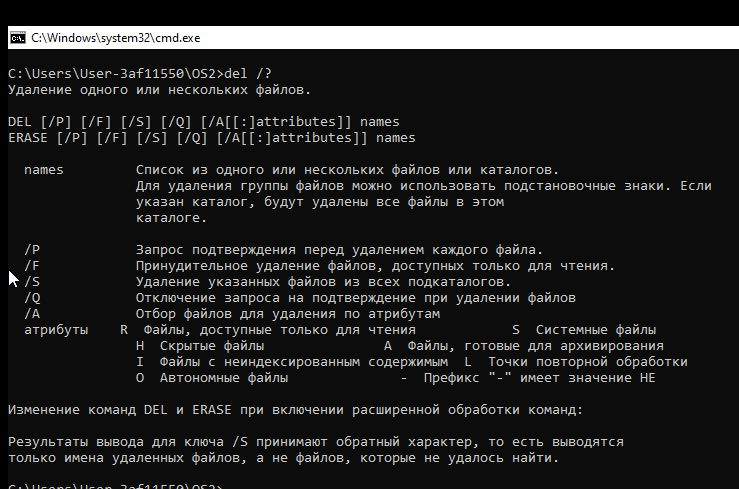 C:\Windows\system32\cmd.exe
C:\Users\User-3af11550\OS2>del /?
Удаление одного или нескольких файлов.
DEL [/P] [/F] [/S] [/Q] [/A[[:]attributes]] names
ERASE [/P] [/F] [/S] [/Q] [/A[[:]attributes]] names
names Список из одного или нескольких файлов или каталогов.
Для удаления группы файлов можно использовать подстановочные знаки. Если
указан каталог, будут удалены все файлы в этом
каталоге.
/P Запрос подтверждения перед удалением каждого файла.
/F Принудительное удаление файлов, доступных только для чтения.
/S Удаление указанных файлов из всех подкаталогов.
/Q Отключение запроса на подтверждение при удалении файлов
/A Отбор файлов для удаления по атрибутам
атрибуты R Файлы, доступные только для чтения S Системные файлы
H Скрытые файлы A Файлы, готовые для архивирования
I Файлы с неиндексированным содержимым L Точки повторной обработки
O Автономные файлы - Префикс "-" имеет значение НЕ
Изменение команд DEL и ERASE при включении расширенной обработки команд:
Результаты вывода для ключа /S принимают обратный характер, то есть выводятся
только имена удаленных файлов, а не файлов, которые не удалось найти.
C:\Users\User-3af11550\OS2>